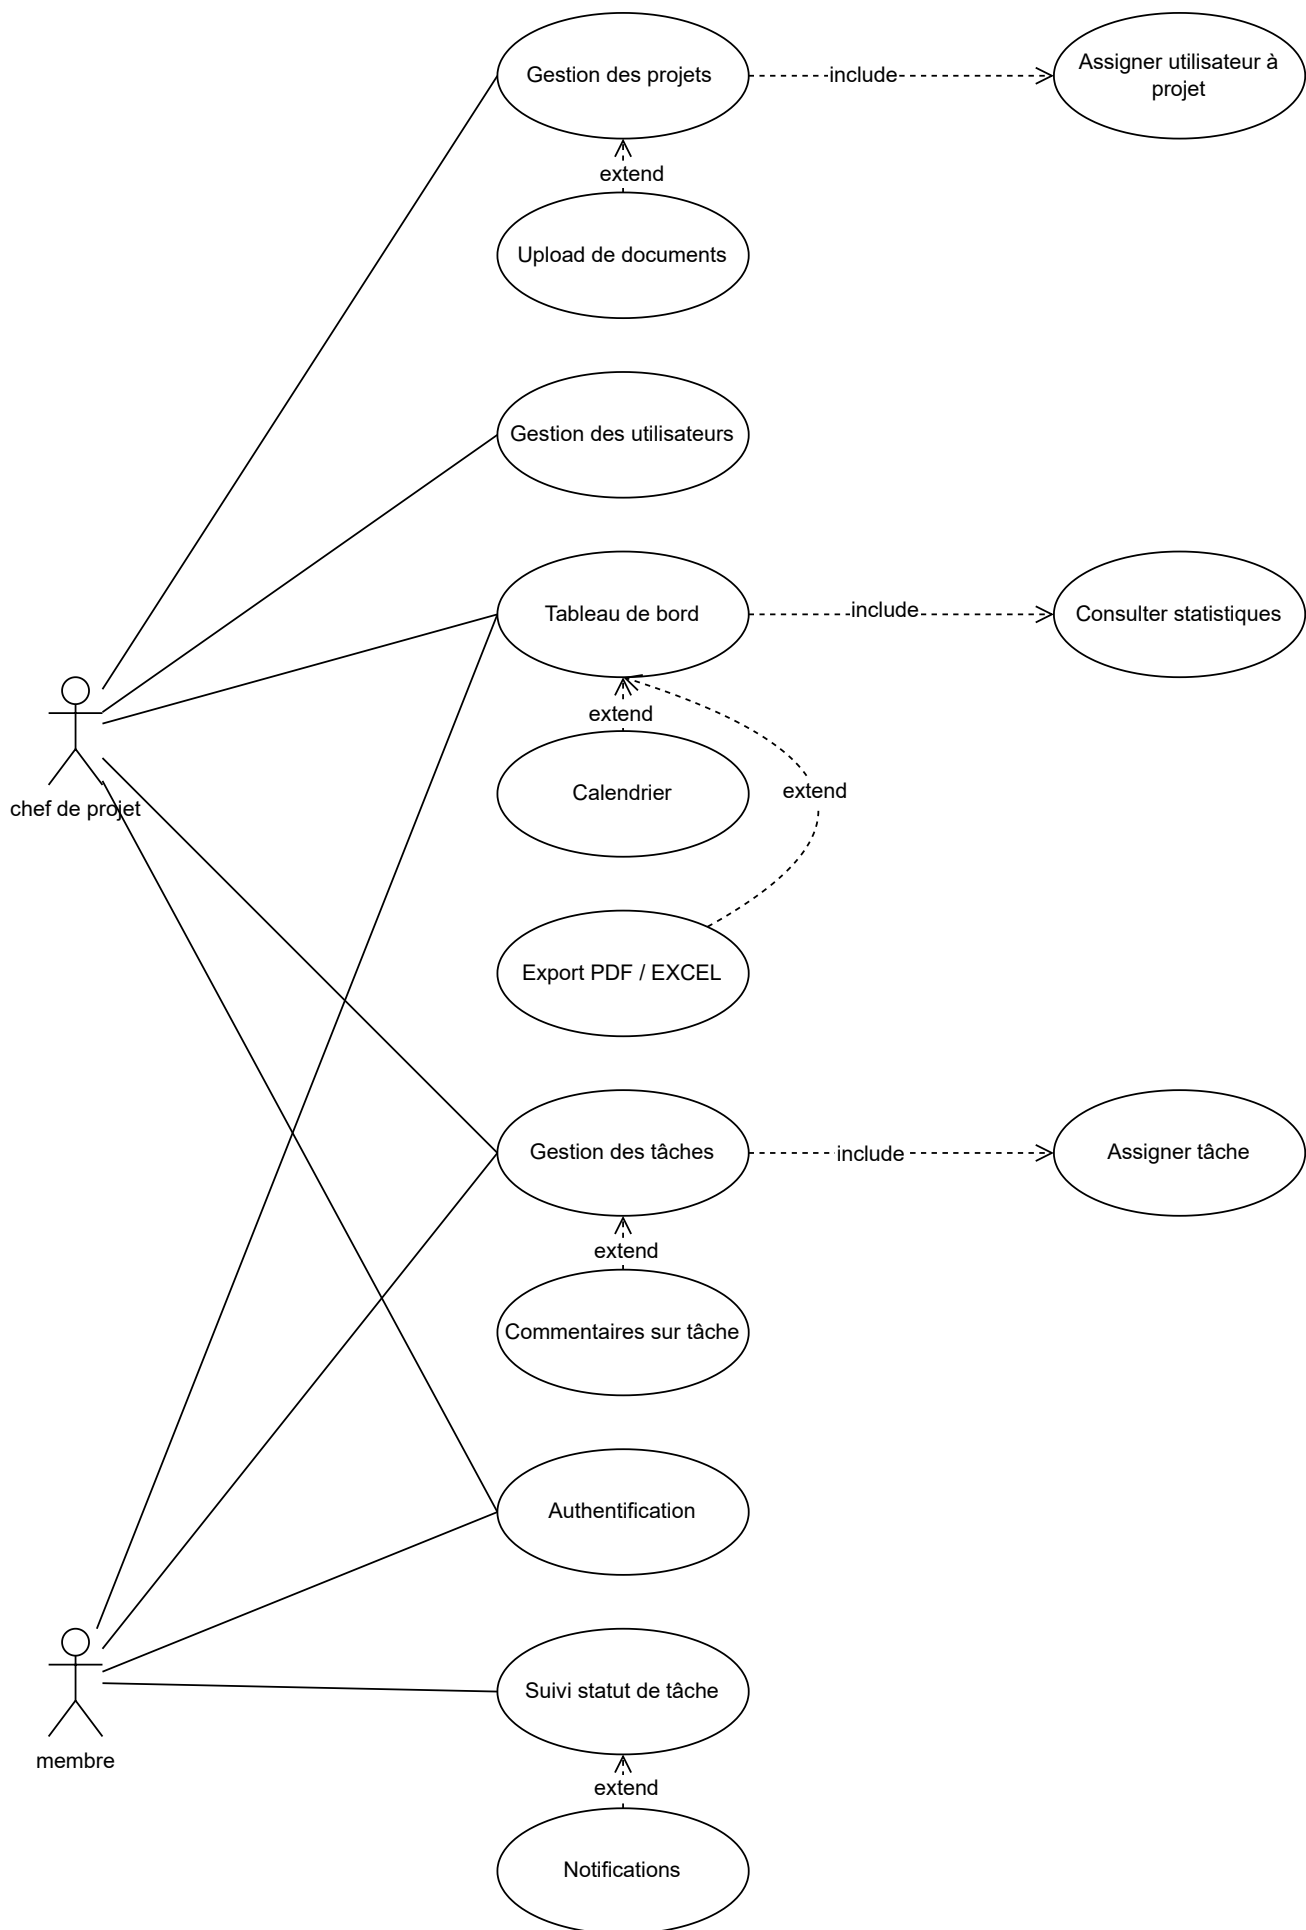 Gestion des projets
include
Assigner utilisateur à
projet
extend
Upload de documents
Gestion des utilisateurs
Tableau de bord
include
Consulter statistiques
extend
Calendrier
extend
chef de projet
Export PDF / EXCEL
Gestion des tâches
include
Assigner tâche
extend
Commentaires sur tâche
Authentification
Suivi statut de tâche
membre
extend
Notifications